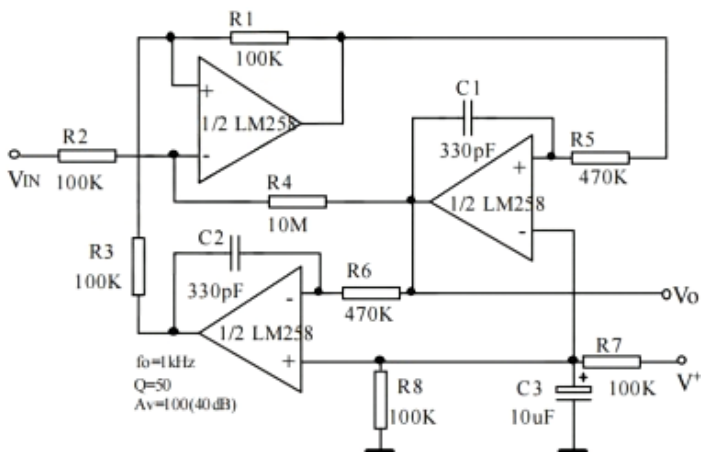 R1
100K
+
1/2 LM258
-
R2
100K
VIN
C1
330pF
R5
470K
+
1/2 LM258
-
R4
10M
R3
100K
C2
330pF
-
1/2 LM258
+
R6
470K
Vo
fo=1kHz
Q=50
Av=100(40dB)
R8
100K
C3
10uF
+
R7
100K
V+